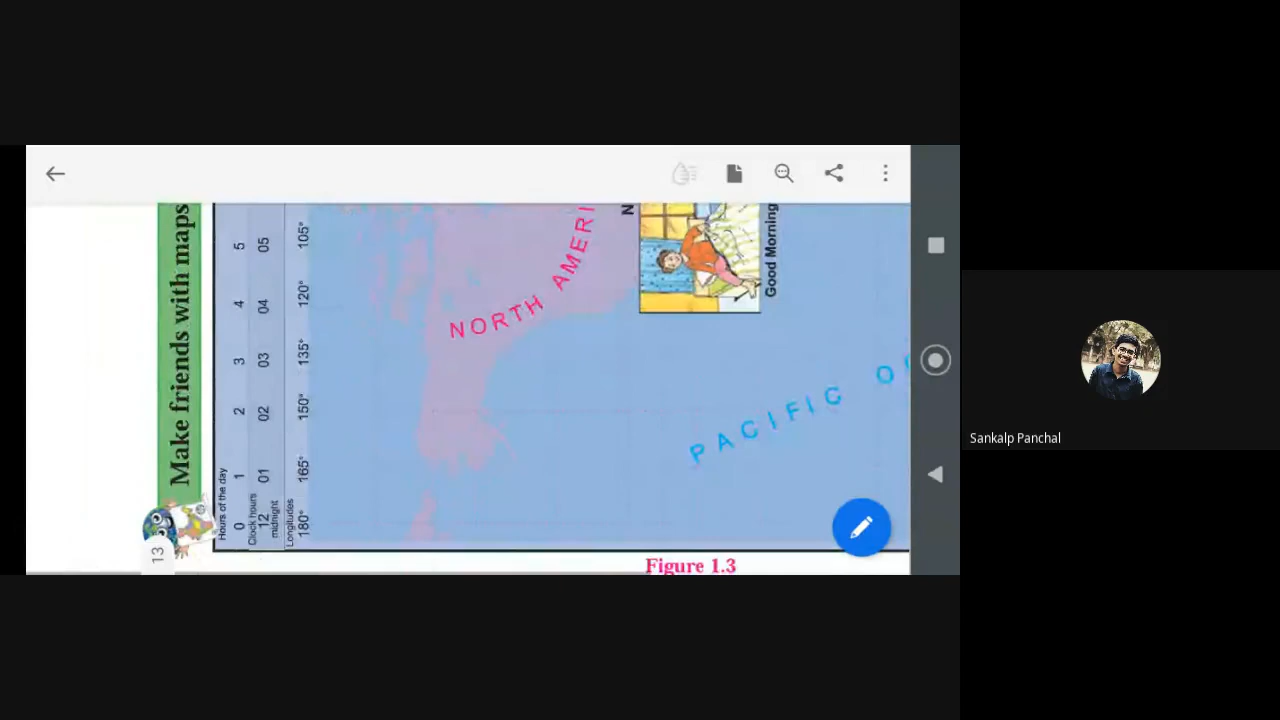 Make friends with maps
Hours of the day
0 1 2 3 4 5
Clock hours
12 01 02 03 04 05
midnight
Longitudes
180° 165° 150° 135° 120° 105°
NORTH AMERI
N
Good Morning
PACIFIC O
Figure 1.3
13
Sankalp Panchal